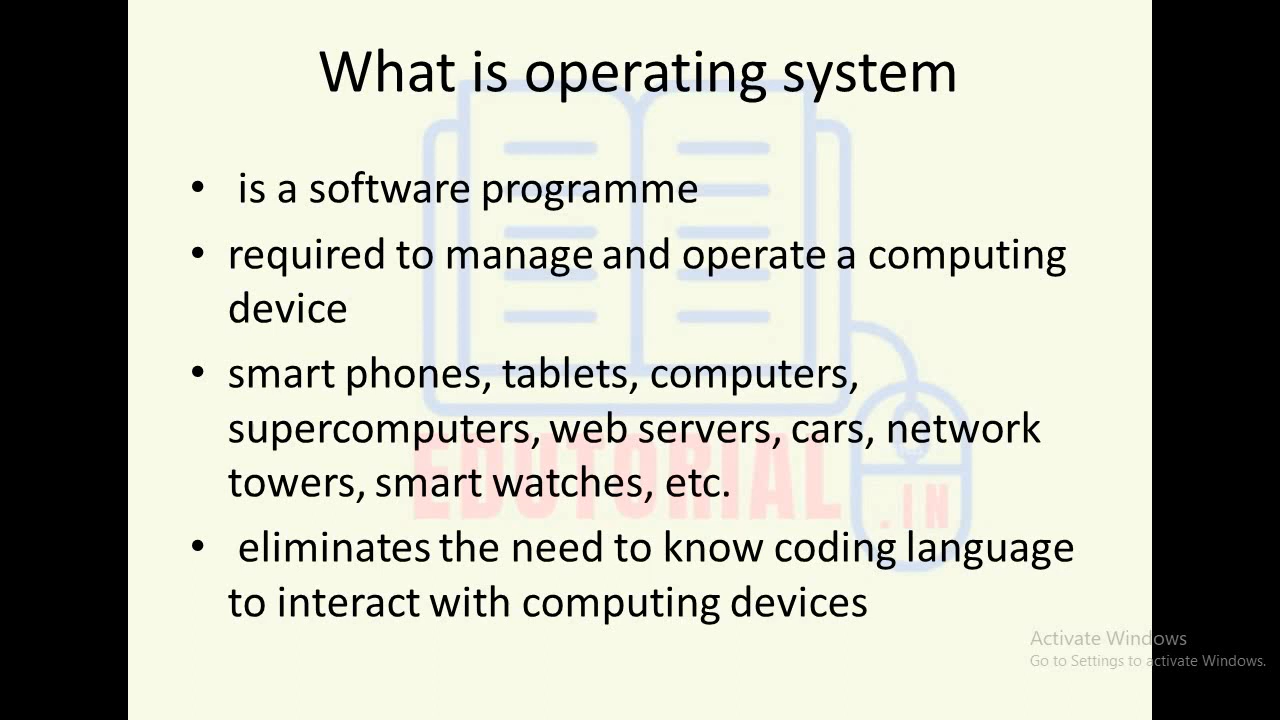 What is operating system
• is a software programme
• required to manage and operate a computing
device
• smart phones, tablets, computers,
supercomputers, web servers, cars, network
towers, smart watches, etc.
• eliminates the need to know coding language
to interact with computing devices
EDUTORIAL
.IN
Activate Windows
Go to Settings to activate Windows.